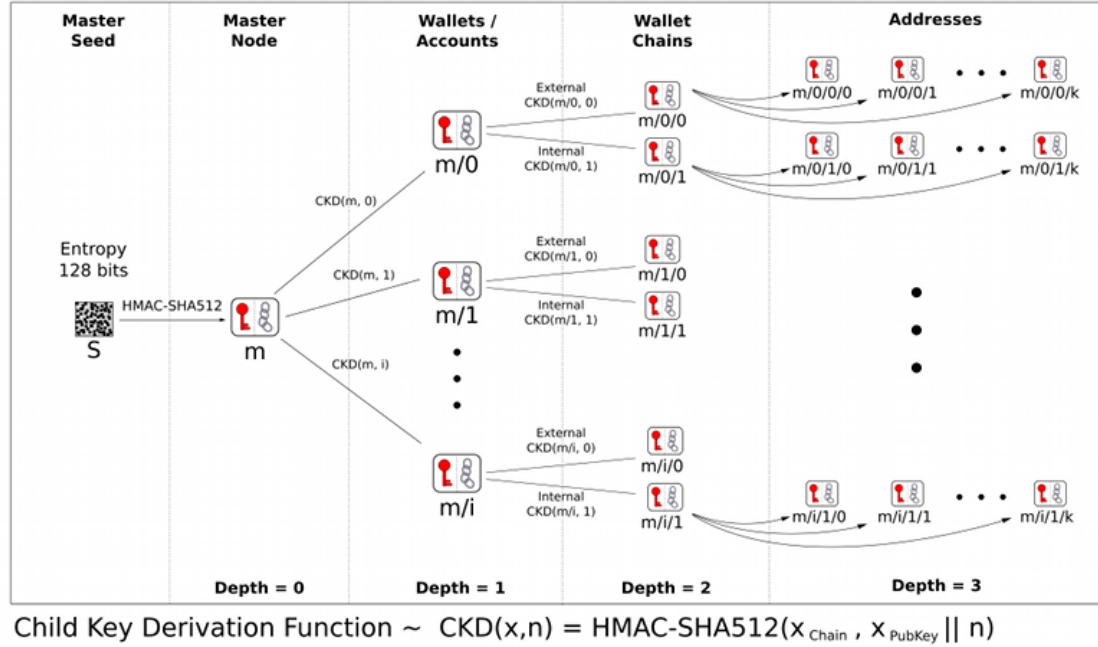 Master Seed
Master Node
Wallets / Accounts
Wallet Chains
Addresses
m/0/0/0
m/0/0/1
m/0/0/k
External
CKD(m/0, 0)
m/0/0
m/0
Internal
CKD(m/0, 1)
m/0/1
m/0/1/0
m/0/1/1
m/0/1/k
CKD(m, 0)
Entropy
128 bits
HMAC-SHA512
S
m
CKD(m, 1)
m/1
External
CKD(m/1, 0)
m/1/0
Internal
CKD(m/1, 1)
m/1/1
CKD(m, i)
m/i
External
CKD(m/i, 0)
m/i/0
Internal
CKD(m/i, 1)
m/i/1
m/i/1/0
m/i/1/1
m/i/1/k
Depth = 0
Depth = 1
Depth = 2
Depth = 3
Child Key Derivation Function ~ CKD(x,n) = HMAC-SHA512(x Chain , x PubKey || n)